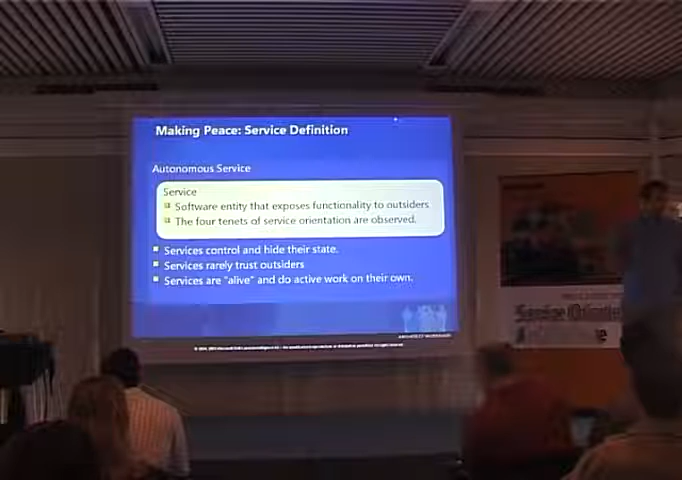 Making Peace: Service Definition
Autonomous Service
Service
Software entity that exposes functionality to outsiders
The four tenets of service orientation are observed.
Services control and hide their state.
Services rarely trust outsiders
Services are "alive" and do active work on their own.
Service Oriente